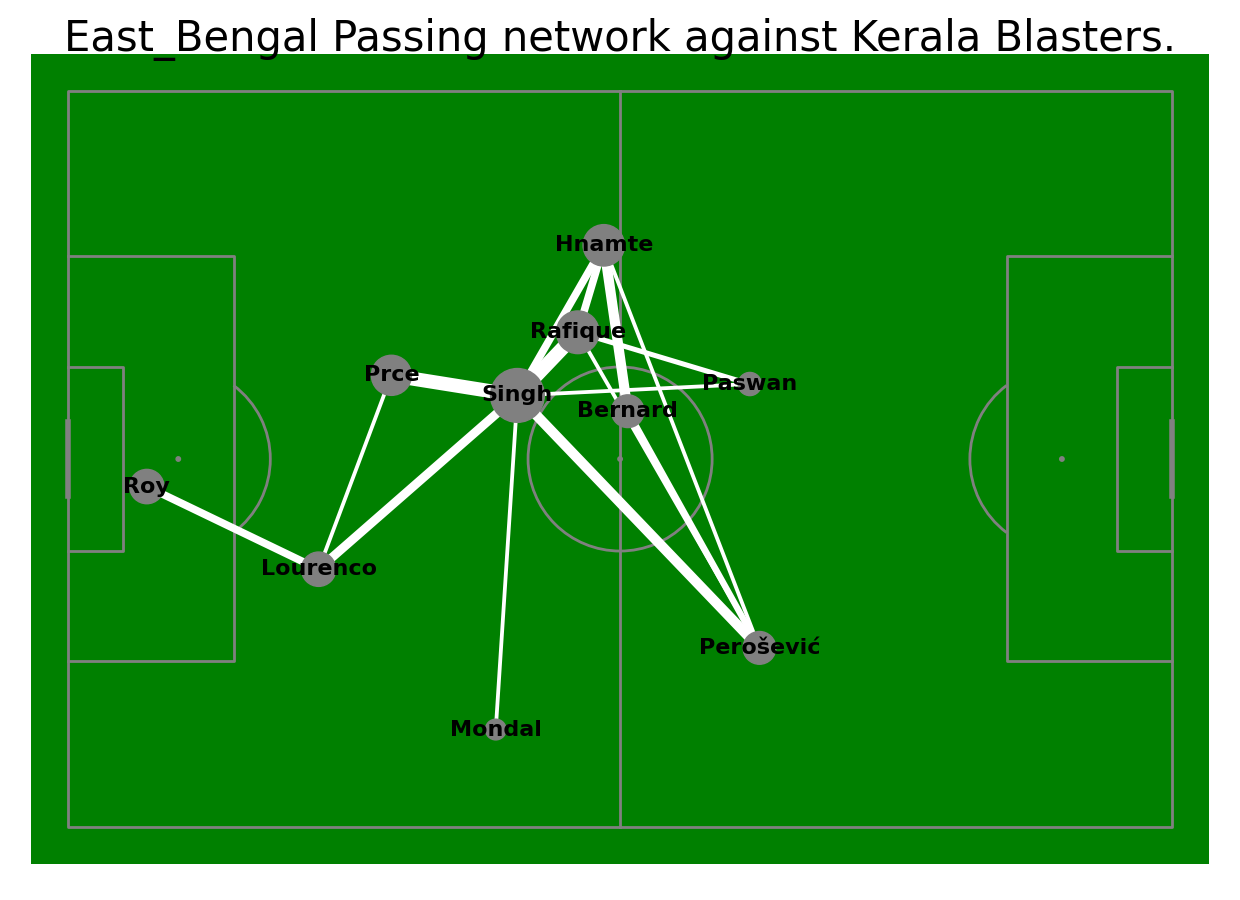 East_Bengal Passing network against Kerala Blasters.
Hnamte
Rafique
Prce
Paswan
Singh
Bernard
Roy
Lourenco
Perošević
Mondal